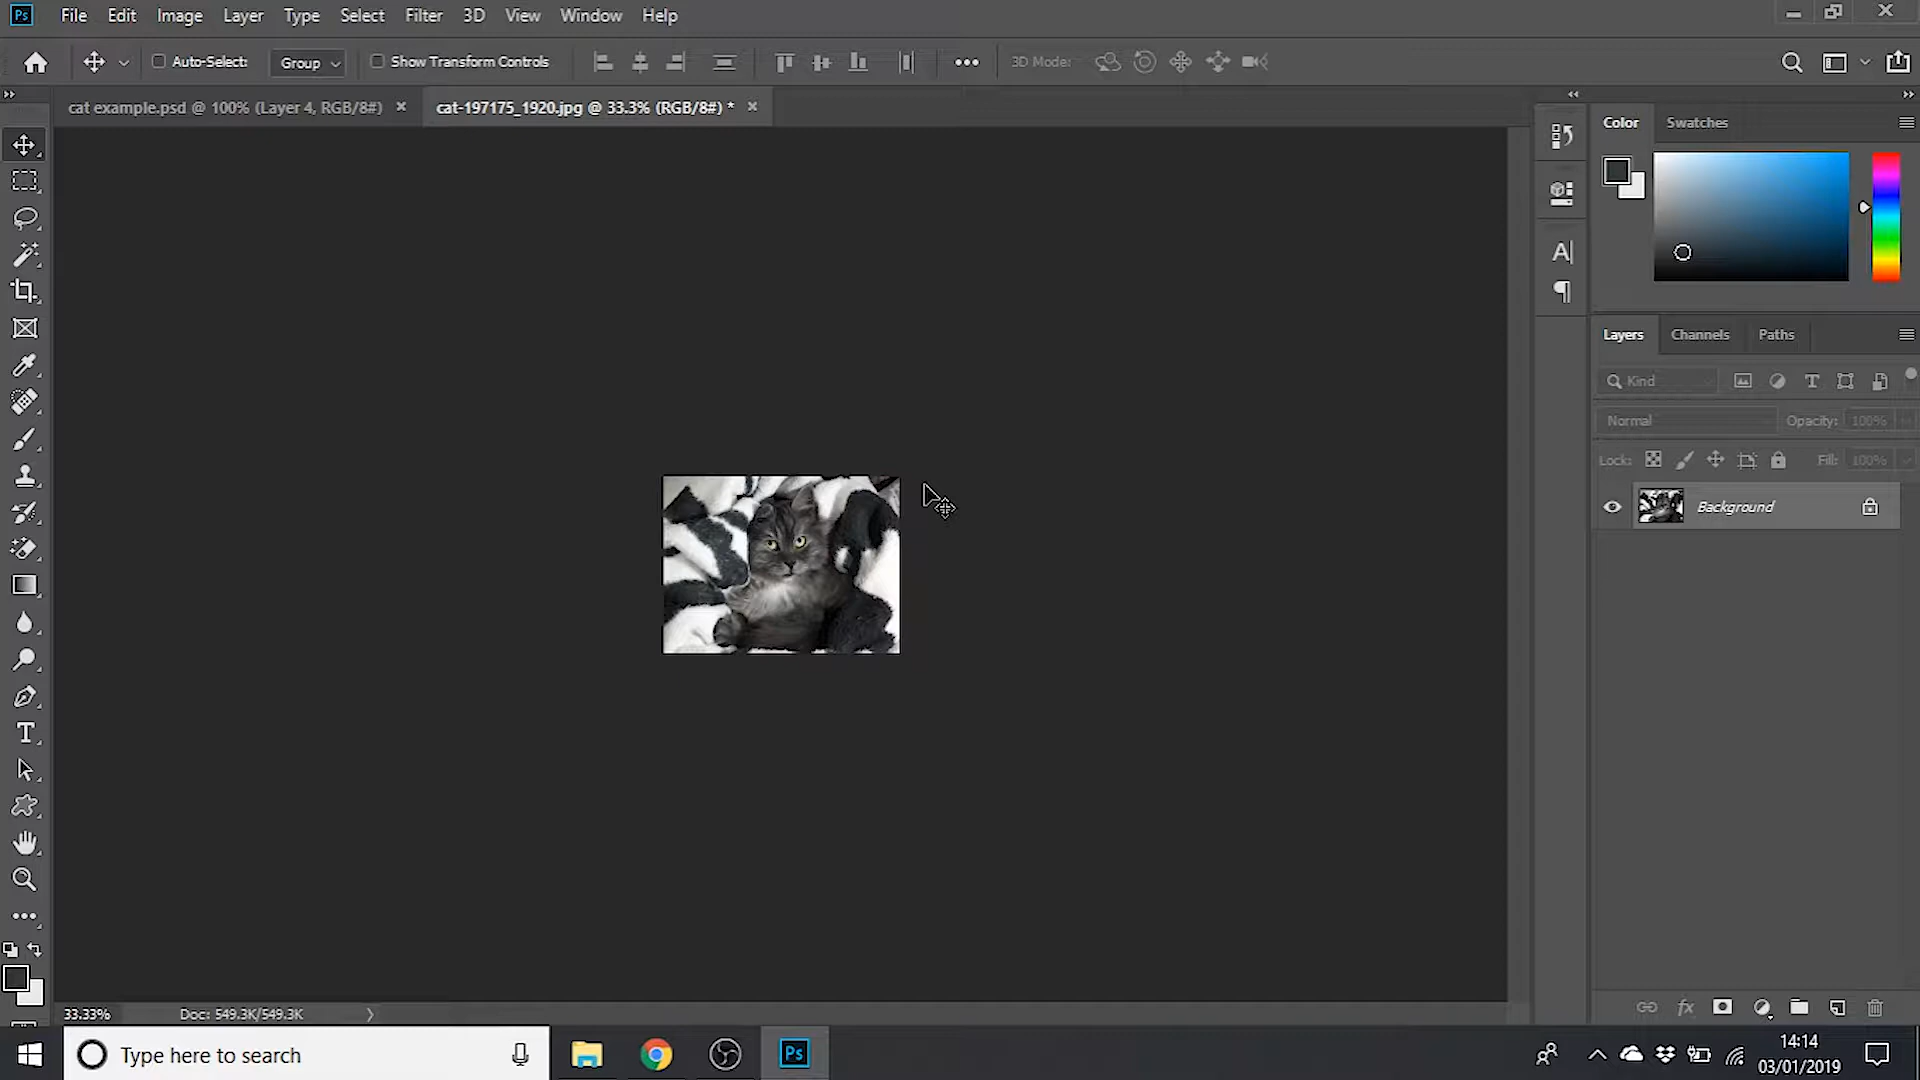 Ps File Edit Image Layer Type Select Filter 3D View Window Help
Auto-Select: Group Show Transform Controls 3D Mode:
cat example.psd @ 100% (Layer 4, RGB/8#) cat-197175_1920.jpg @ 33.3% (RGB/8#) *
Color Swatches
Layers Channels Paths
Kind
Normal Opacity: 100%
Lock: Fill: 100%
Background
33.33% Doc: 549.3K/549.3K
Type here to search
Ps
14:14
03/01/2019